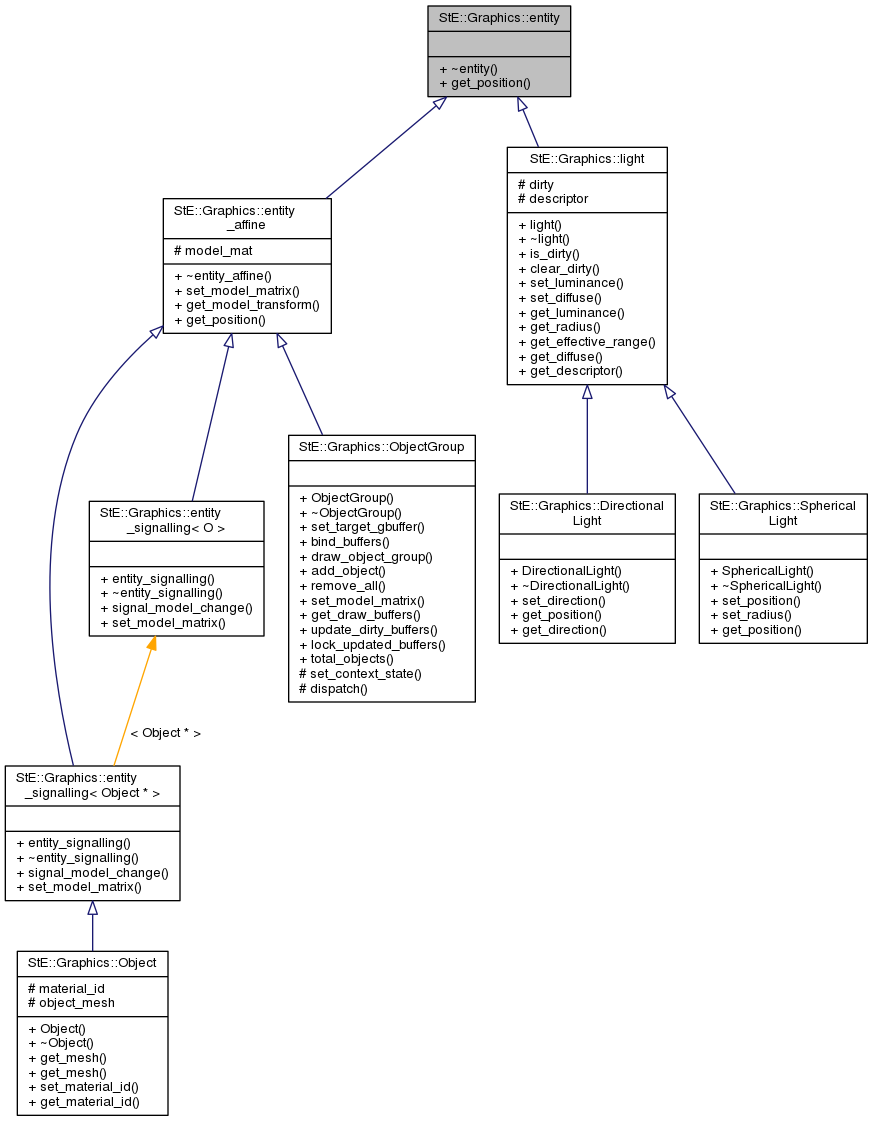 StE::Graphics::entity
+ ~entity()
+ get_position()
StE::Graphics::light
# dirty
# descriptor
+ light()
+ ~light()
+ is_dirty()
+ clear_dirty()
+ set_luminance()
+ set_diffuse()
+ get_luminance()
+ get_radius()
+ get_effective_range()
+ get_diffuse()
+ get_descriptor()
StE::Graphics::entity
_affine
# model_mat
+ ~entity_affine()
+ set_model_matrix()
+ get_model_transform()
+ get_position()
StE::Graphics::ObjectGroup
+ ObjectGroup()
+ ~ObjectGroup()
+ set_target_gbuffer()
+ bind_buffers()
+ draw_object_group()
+ add_object()
+ remove_all()
+ set_model_matrix()
+ get_draw_buffers()
+ update_dirty_buffers()
+ lock_updated_buffers()
+ total_objects()
# set_context_state()
# dispatch()
StE::Graphics::Directional
Light
+ DirectionalLight()
+ ~DirectionalLight()
+ set_direction()
+ get_position()
+ get_direction()
StE::Graphics::Spherical
Light
+ SphericalLight()
+ ~SphericalLight()
+ set_position()
+ set_radius()
+ get_position()
StE::Graphics::entity
_signalling< O >
+ entity_signalling()
+ ~entity_signalling()
+ signal_model_change()
+ set_model_matrix()
< Object * >
StE::Graphics::entity
_signalling< Object * >
+ entity_signalling()
+ ~entity_signalling()
+ signal_model_change()
+ set_model_matrix()
StE::Graphics::Object
# material_id
# object_mesh
+ Object()
+ ~Object()
+ get_mesh()
+ get_mesh()
+ set_material_id()
+ get_material_id()